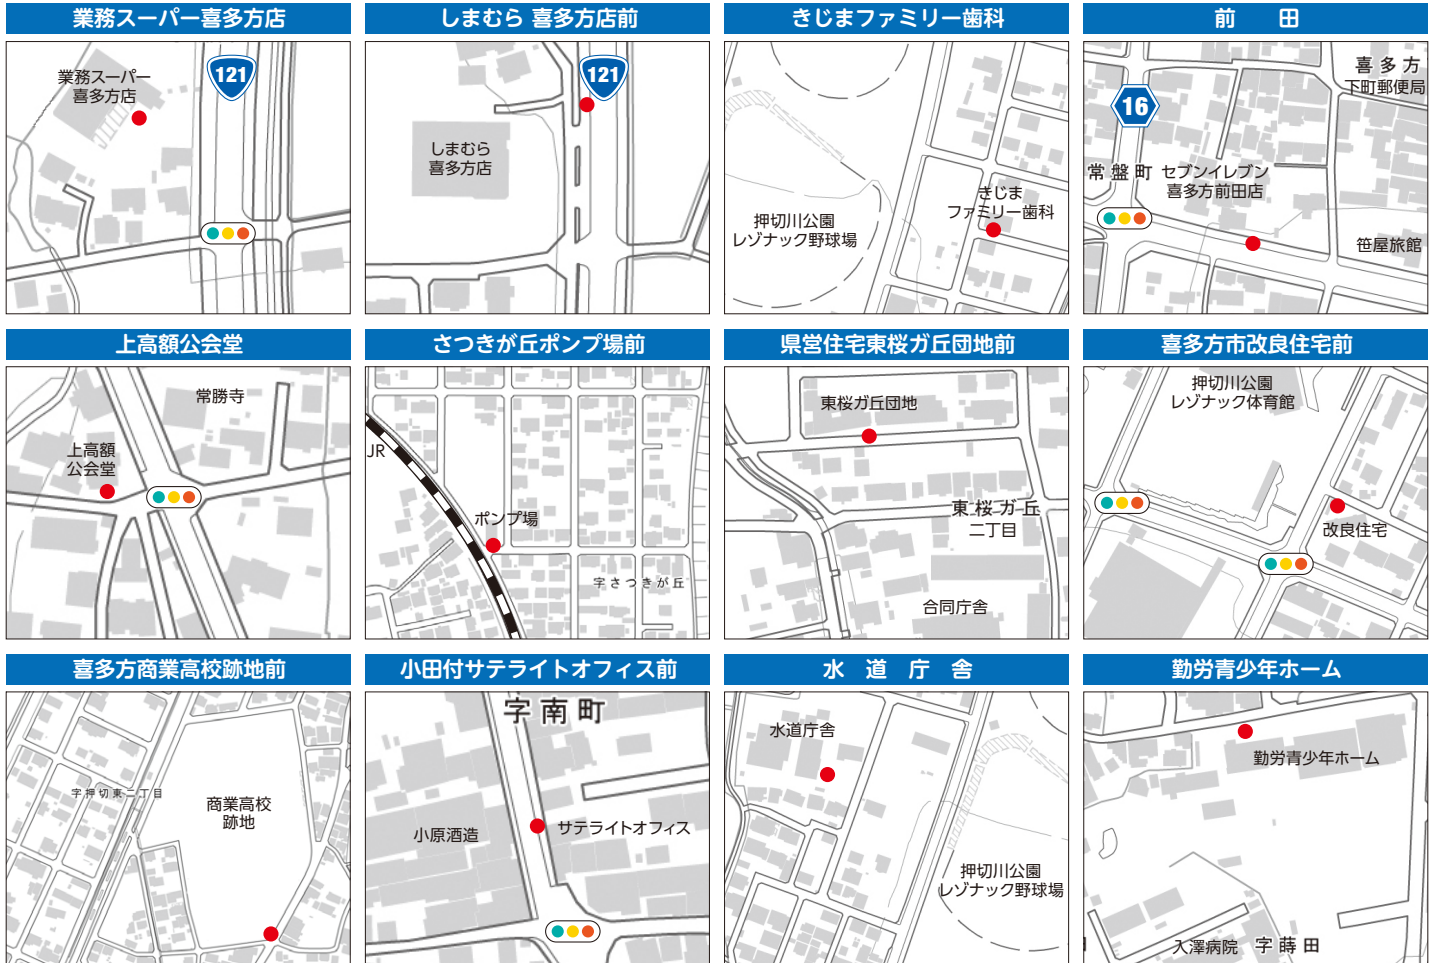 業務スーパー喜多方店
業務スーパー
喜多方店
121
しまむら 喜多方店前
121
しまむら
喜多方店
きじまファミリー歯科
きじま
ファミリー歯科
押切川公園
レゾナック野球場
前 田
喜多方
下町郵便局
16
常盤町
セブンイレブン
喜多方前田店
笹屋旅館
上高額公会堂
常勝寺
上高額
公会堂
さつきが丘ポンプ場前
JR
ポンプ場
字さつきが丘
県営住宅東桜ガ丘団地前
東桜ガ丘団地
東桜ガ丘
二丁目
合同庁舎
喜多方市改良住宅前
押切川公園
レゾナック体育館
改良住宅
喜多方商業高校跡地前
字押切東二丁目
商業高校
跡地
小田付サテライトオフィス前
字南町
小原酒造
サテライトオフィス
水 道 庁 舎
水道庁舎
押切川公園
レゾナック野球場
勤労青少年ホーム
勤労青少年ホーム
入澤病院
字蒔田